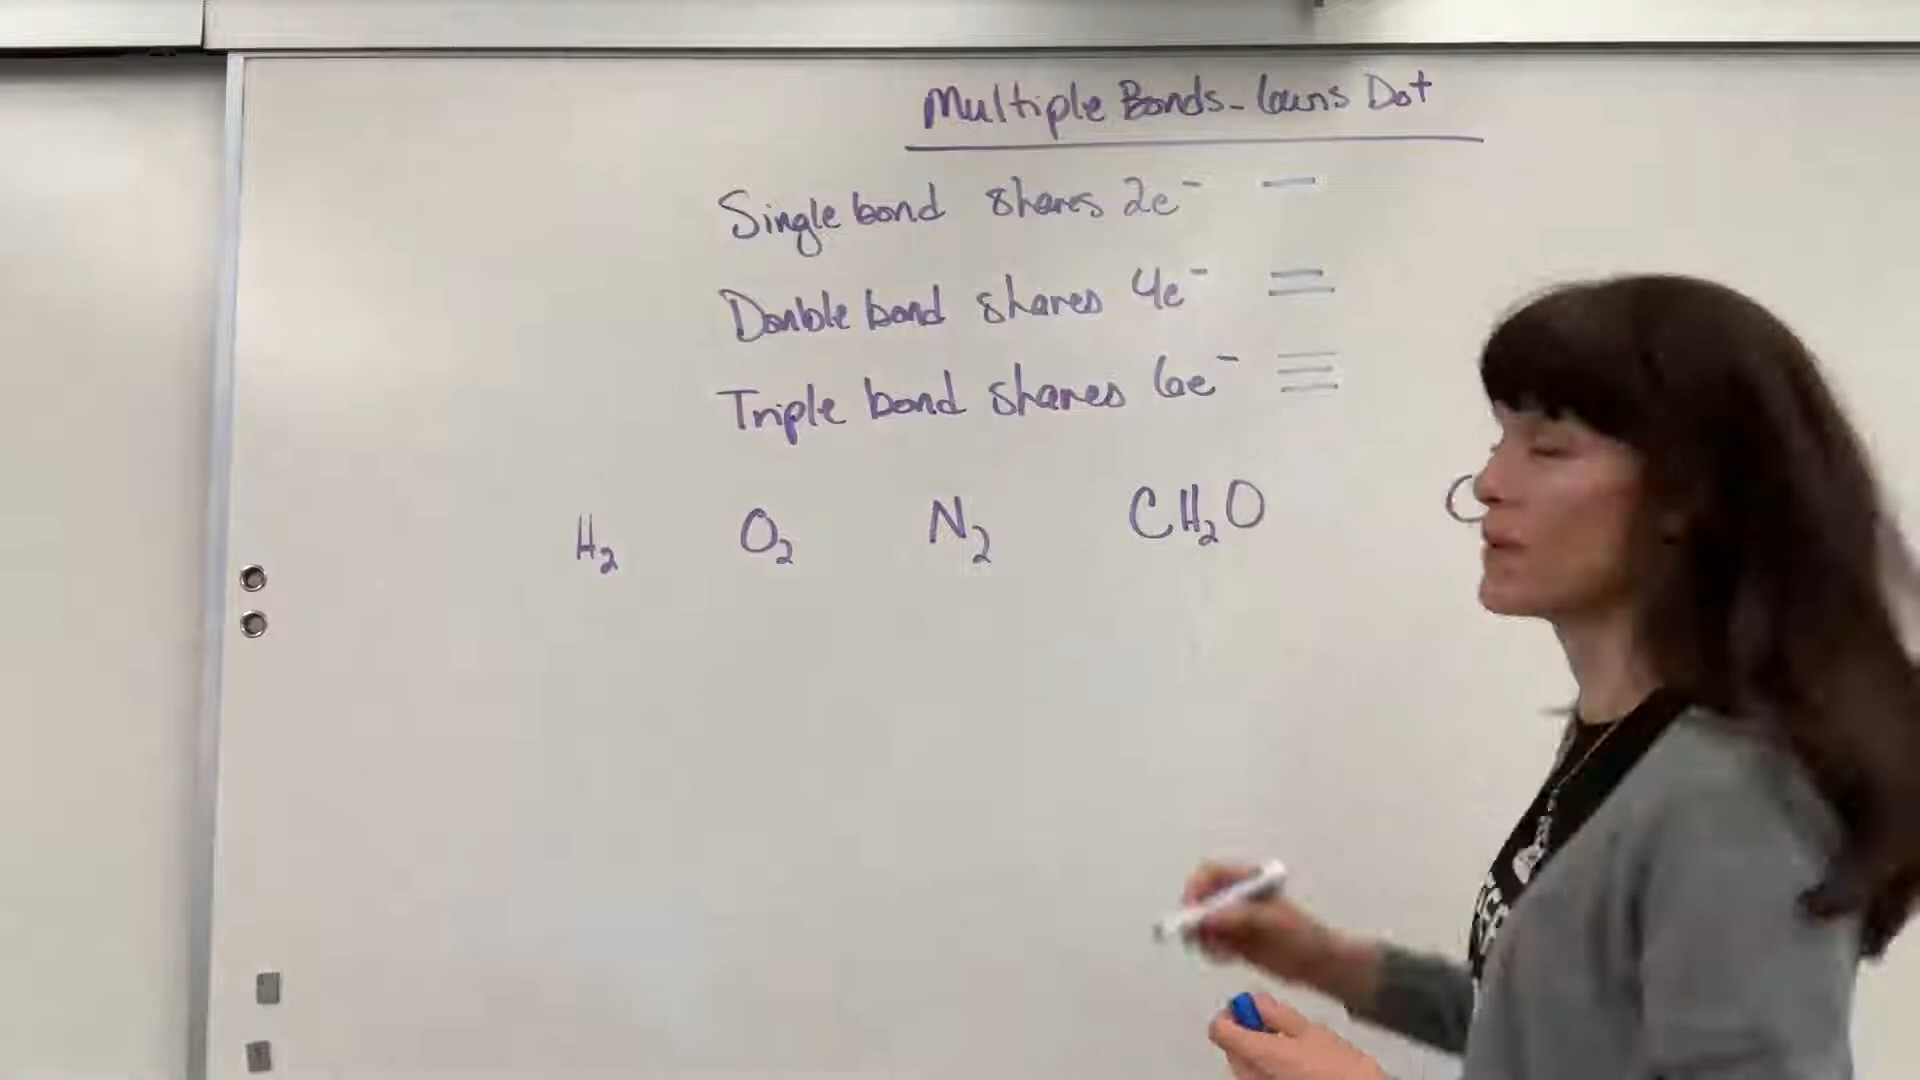 Multiple Bonds - Lewis Dot
Single bond shares 2e⁻ —
Double bond shares 4e⁻ =
Triple bond shares 6e⁻ ≡
H₂ O₂ N₂ CH₂O